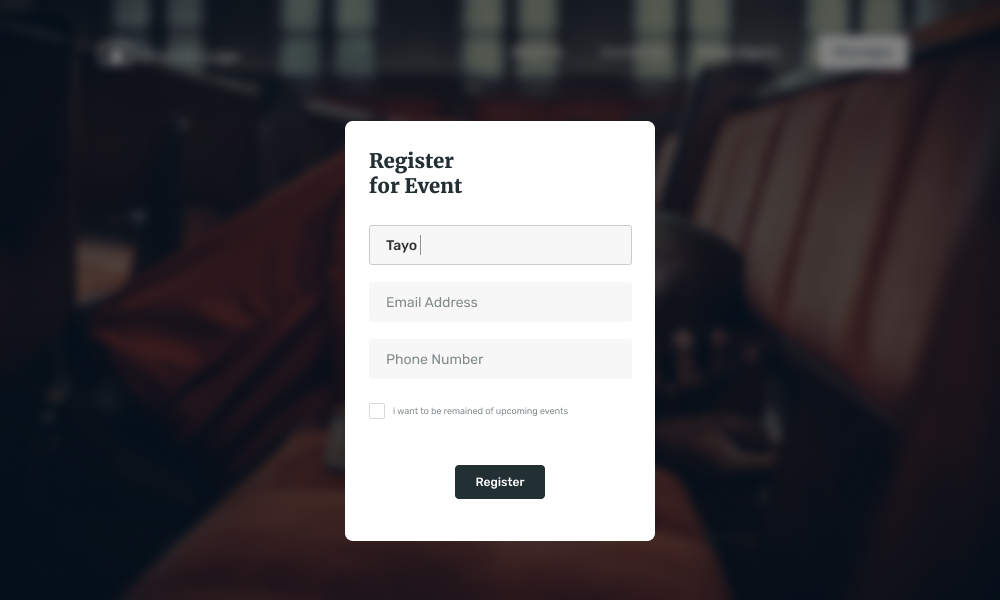 Register
for Event
Tayo
Email Address
Phone Number
i want to be remained of upcoming events
Register